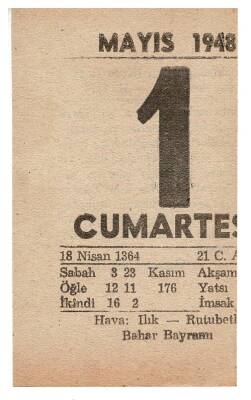 MAYIS 1948
1
CUMARTES
18 Nisan 1364 21 C. A
Sabah 3 23 Kasım Akşam
Öğle 12 11 176 Yatsı
İkindi 16 2 İmsak
Hava: Ilık — Rutubetl
Bahar Bayramı